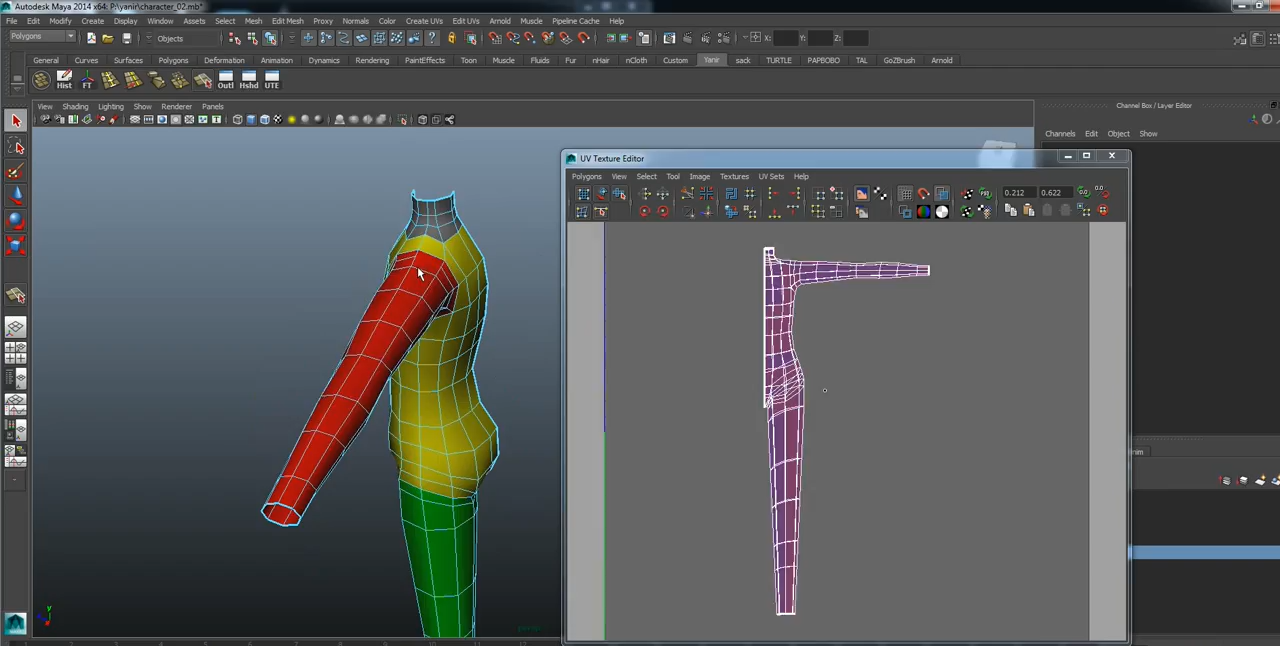 Autodesk Maya 2014 x64: P:\yanir\character_02.mb*
File Edit Modify Create Display Window Assets Select Mesh Edit Mesh Proxy Normals Color Create UVs Edit UVs Arnold Muscle Pipeline Cache Help
Polygons Objects X: Y: Z:
General Curves Surfaces Polygons Deformation Animation Dynamics Rendering PaintEffects Toon Muscle Fluids Fur nHair nCloth Custom Yanir sack TURTLE PAPBOBO TAL GoZBrush Arnold
Hist FT Outl Hshd UTE
View Shading Lighting Show Renderer Panels
Channel Box / Layer Editor
Channels Edit Object Show
UV Texture Editor
Polygons View Select Tool Image Textures UV Sets Help
0.212 0.622